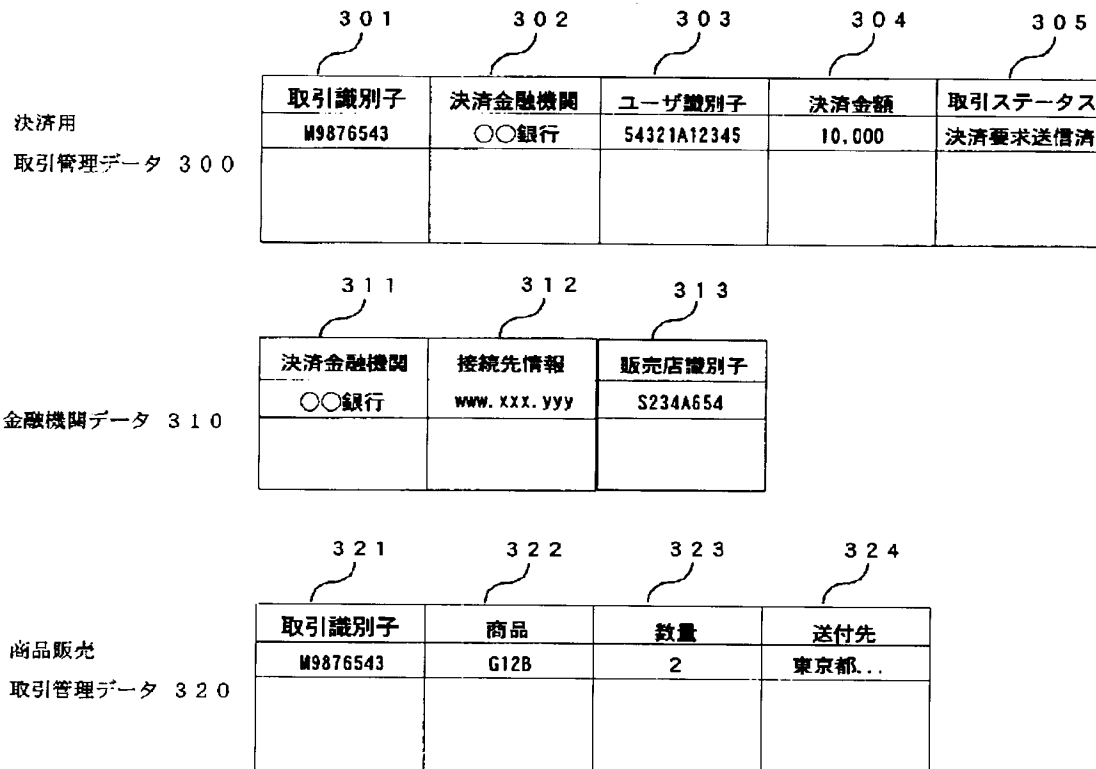 ３０１ ３０２ ３０３ ３０４ ３０５
取引識別子 決済金融機関 ユーザ識別子 決済金額 取引ステータス
決済用
M9876543 〇〇銀行 54321A12345 10,000 決済要求送信済
取引管理データ ３００
３１１ ３１２ ３１３
決済金融機関 接続先情報 販売店識別子
〇〇銀行 www.xxx.yyy S234A654
金融機関データ ３１０
３２１ ３２２ ３２３ ３２４
取引識別子 商品 数量 送付先
商品販売
M9876543 G12B 2 東京都...
取引管理データ ３２０